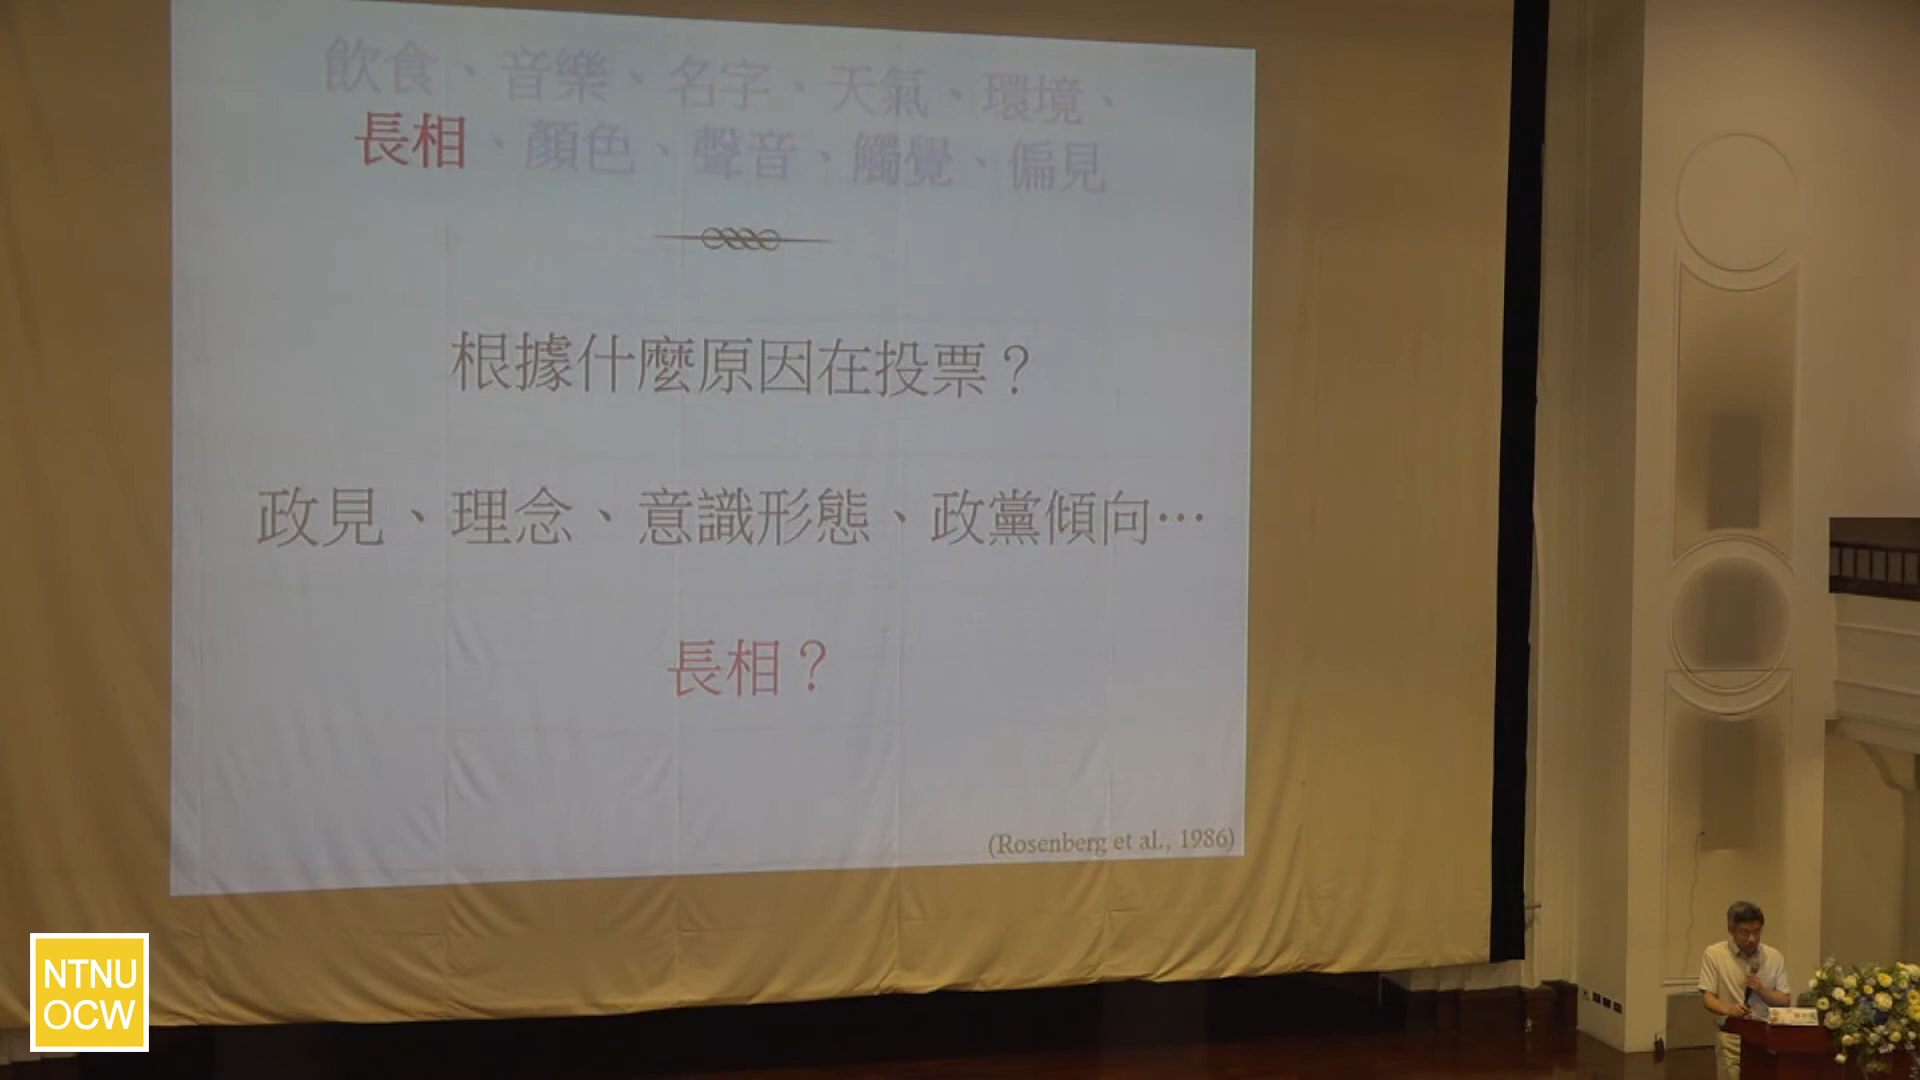 飲食、音樂、名字、天氣、環境、
長相、顏色、聲音、觸覺、偏見
根據什麼原因在投票？
政見、理念、意識形態、政黨傾向…
長相？
(Rosenberg et al., 1986)
NTNU
OCW